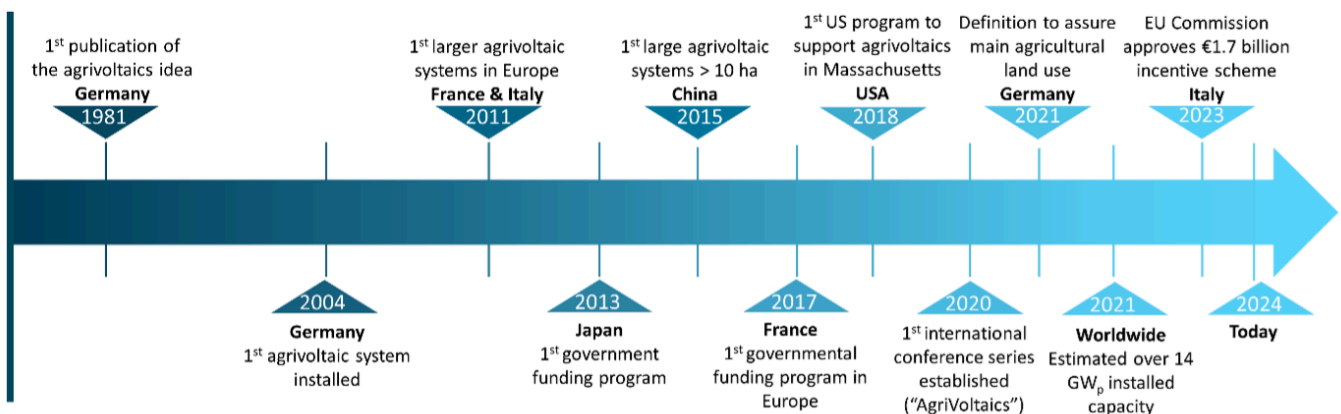 1st publication of
the agrivoltaics idea
Germany
1981
1st larger agrivoltaic
systems in Europe
France & Italy
2011
1st large agrivoltaic
systems > 10 ha
China
2015
1st US program to
support agrivoltaics
in Massachusetts
USA
2018
Definition to assure
main agricultural
land use
Germany
2021
EU Commission
approves €1.7 billion
incentive scheme
Italy
2023
2004
Germany
1st agrivoltaic system
installed
2013
Japan
1st government
funding program
2017
France
1st governmental
funding program in
Europe
2020
1st international
conference series
established
("AgriVoltaics")
2021
Worldwide
Estimated over 14
GWp installed
capacity
2024
Today